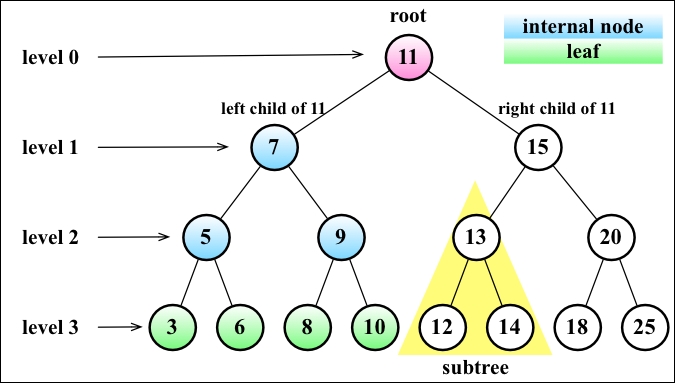 root
internal node
leaf
level 0
11
left child of 11
right child of 11
level 1
7
15
level 2
5
9
13
20
level 3
3
6
8
10
12
14
18
25
subtree